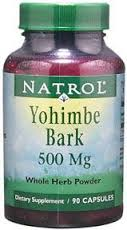 NATROL®
Yohimbe
Bark
500 Mg
Whole Herb Powder
Dietary Supplement / 90 CAPSULES